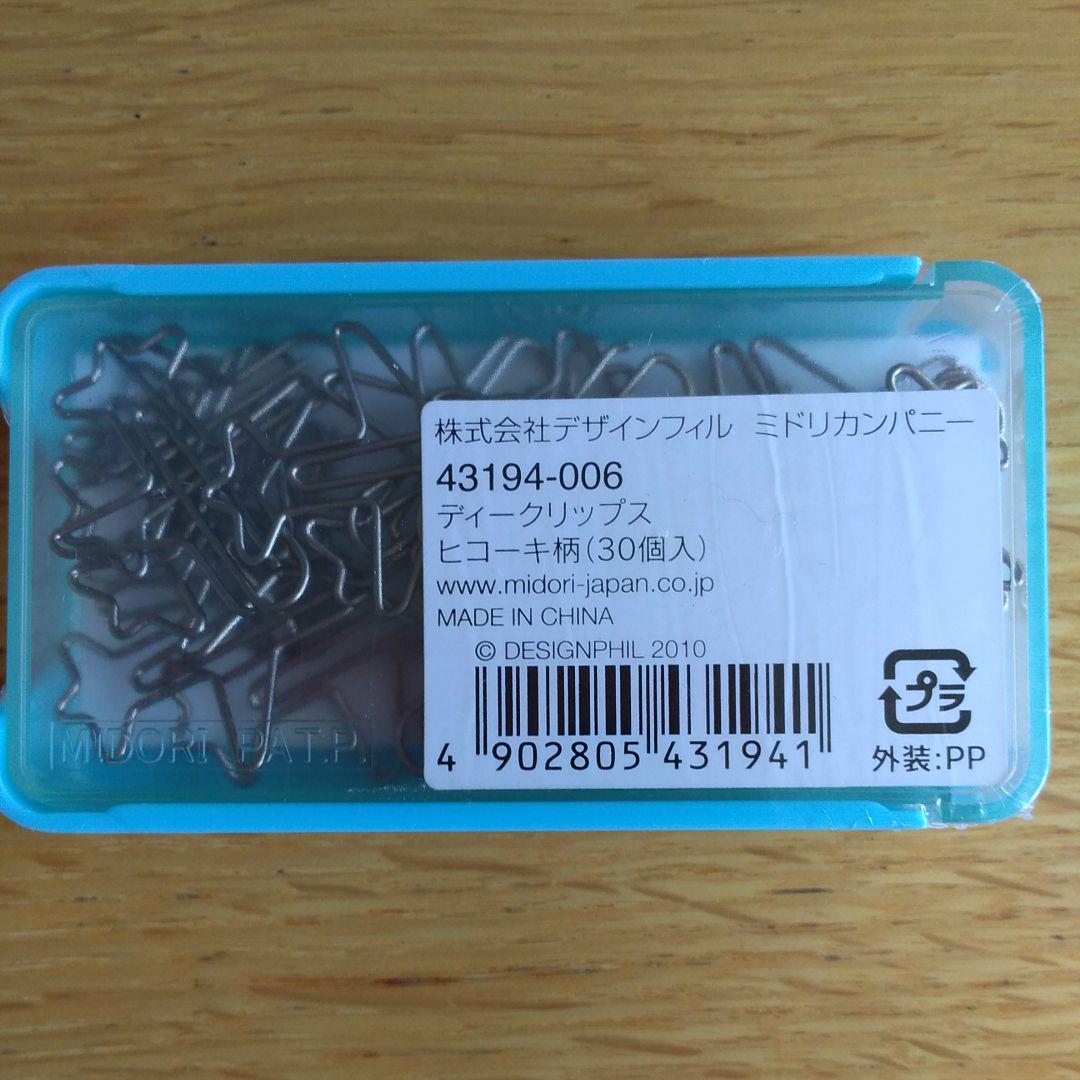 株式会社デザインフィル ミドリカンパニー
43194-006
ディークリップス
ヒコーキ柄(30個入)
www.midori-japan.co.jp
MADE IN CHINA
© DESIGNPHIL 2010
4 902805 431941
プラ
外装:PP
MIDORI PAT.P.